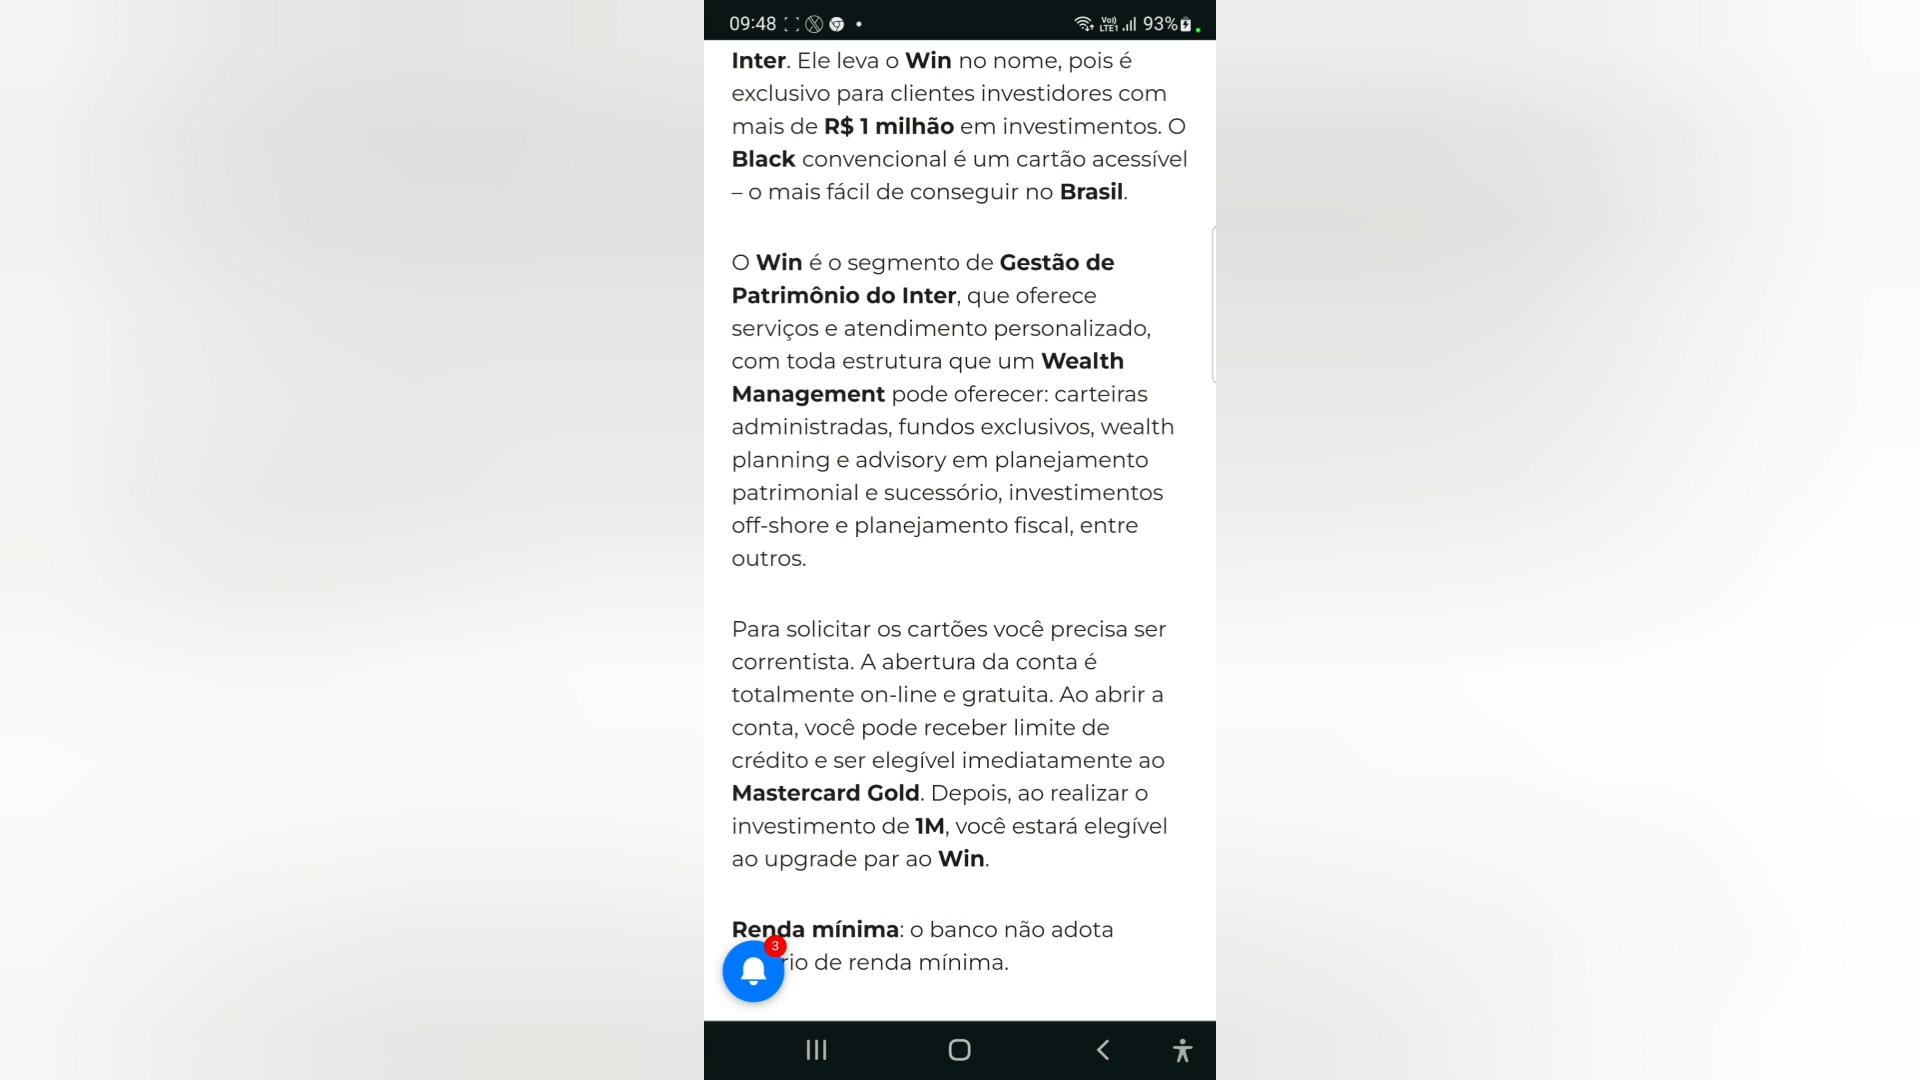 09:48 93%
Vo))
LTE1
Inter. Ele leva o Win no nome, pois é
exclusivo para clientes investidores com
mais de R$ 1 milhão em investimentos. O
Black convencional é um cartão acessível
– o mais fácil de conseguir no Brasil.
O Win é o segmento de Gestão de
Patrimônio do Inter, que oferece
serviços e atendimento personalizado,
com toda estrutura que um Wealth
Management pode oferecer: carteiras
administradas, fundos exclusivos, wealth
planning e advisory em planejamento
patrimonial e sucessório, investimentos
off-shore e planejamento fiscal, entre
outros.
Para solicitar os cartões você precisa ser
correntista. A abertura da conta é
totalmente on-line e gratuita. Ao abrir a
conta, você pode receber limite de
crédito e ser elegível imediatamente ao
Mastercard Gold. Depois, ao realizar o
investimento de 1M, você estará elegível
ao upgrade par ao Win.
Renda mínima: o banco não adota
3
rio de renda mínima.